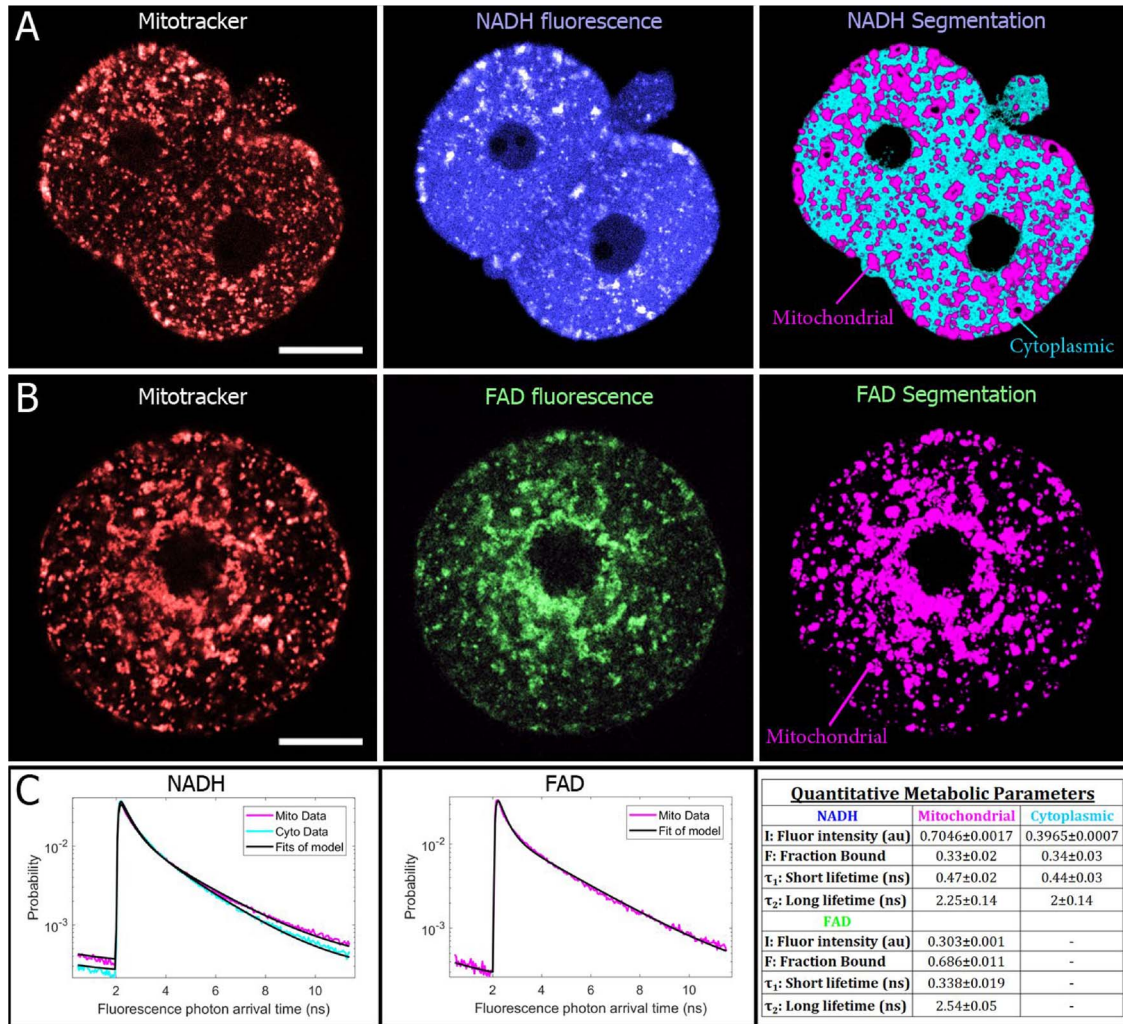 A
Mitotracker
NADH fluorescence
NADH Segmentation
Mitochondrial
Cytoplasmic
B
Mitotracker
FAD fluorescence
FAD Segmentation
Mitochondrial
C
NADH
Mito Data
Cyto Data
Fits of model
Probability
10⁻²
10⁻³
2 4 6 8 10
Fluorescence photon arrival time (ns)
FAD
Mito Data
Fit of model
Probability
10⁻²
10⁻³
0 2 4 6 8 10
Fluorescence photon arrival time (ns)
Quantitative Metabolic Parameters
NADH Mitochondrial Cytoplasmic
I: Fluor intensity (au) 0.7046±0.0017 0.3965±0.0007
F: Fraction Bound 0.33±0.02 0.34±0.03
τ₁: Short lifetime (ns) 0.47±0.02 0.44±0.03
τ₂: Long lifetime (ns) 2.25±0.14 2±0.14
FAD
I: Fluor intensity (au) 0.303±0.001 -
F: Fraction Bound 0.686±0.011 -
τ₁: Short lifetime (ns) 0.338±0.019 -
τ₂: Long lifetime (ns) 2.54±0.05 -